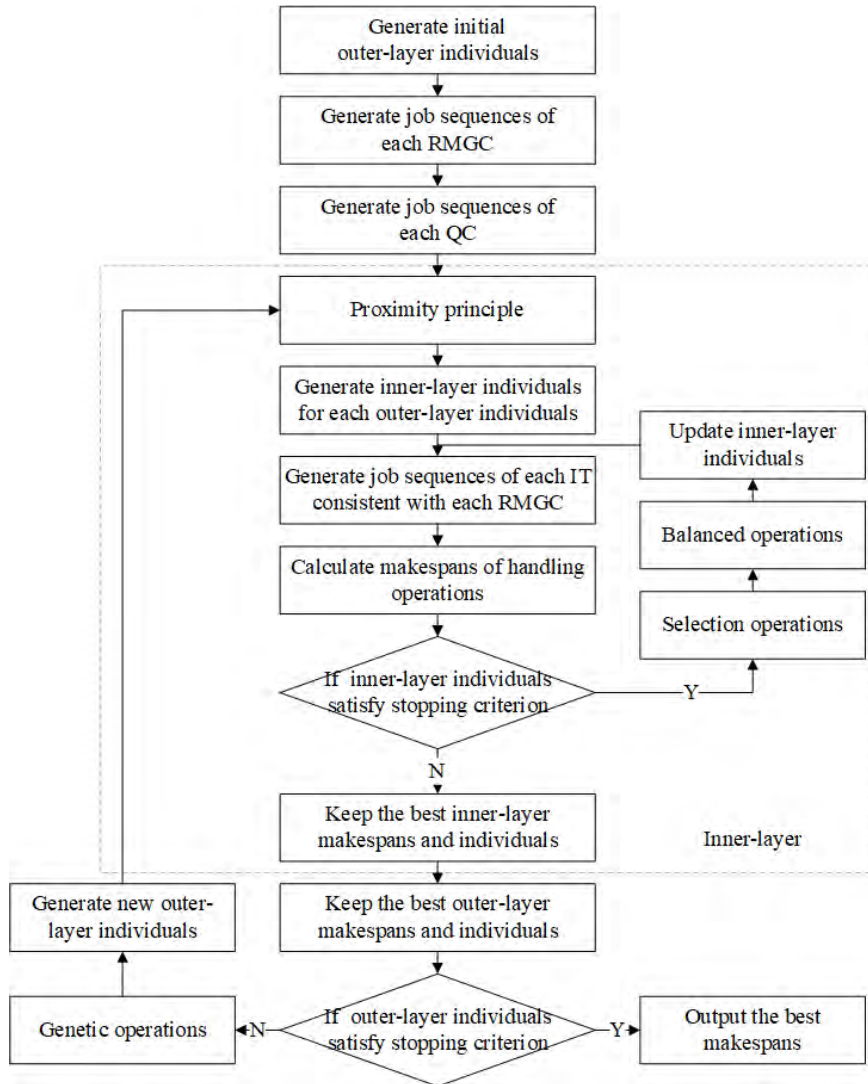 Generate initial
outer-layer individuals
Generate job sequences of
each RMGC
Generate job sequences of
each QC
Proximity principle
Generate inner-layer individuals
for each outer-layer individuals
Update inner-layer
individuals
Generate job sequences of each IT
consistent with each RMGC
Balanced operations
Calculate makespans of handling
operations
Selection operations
If inner-layer individuals
satisfy stopping criterion
Y
N
Keep the best inner-layer
makespans and individuals
Inner-layer
Generate new outer-
layer individuals
Keep the best outer-layer
makespans and individuals
Genetic operations
N
If outer-layer individuals
satisfy stopping criterion
Y
Output the best
makespans